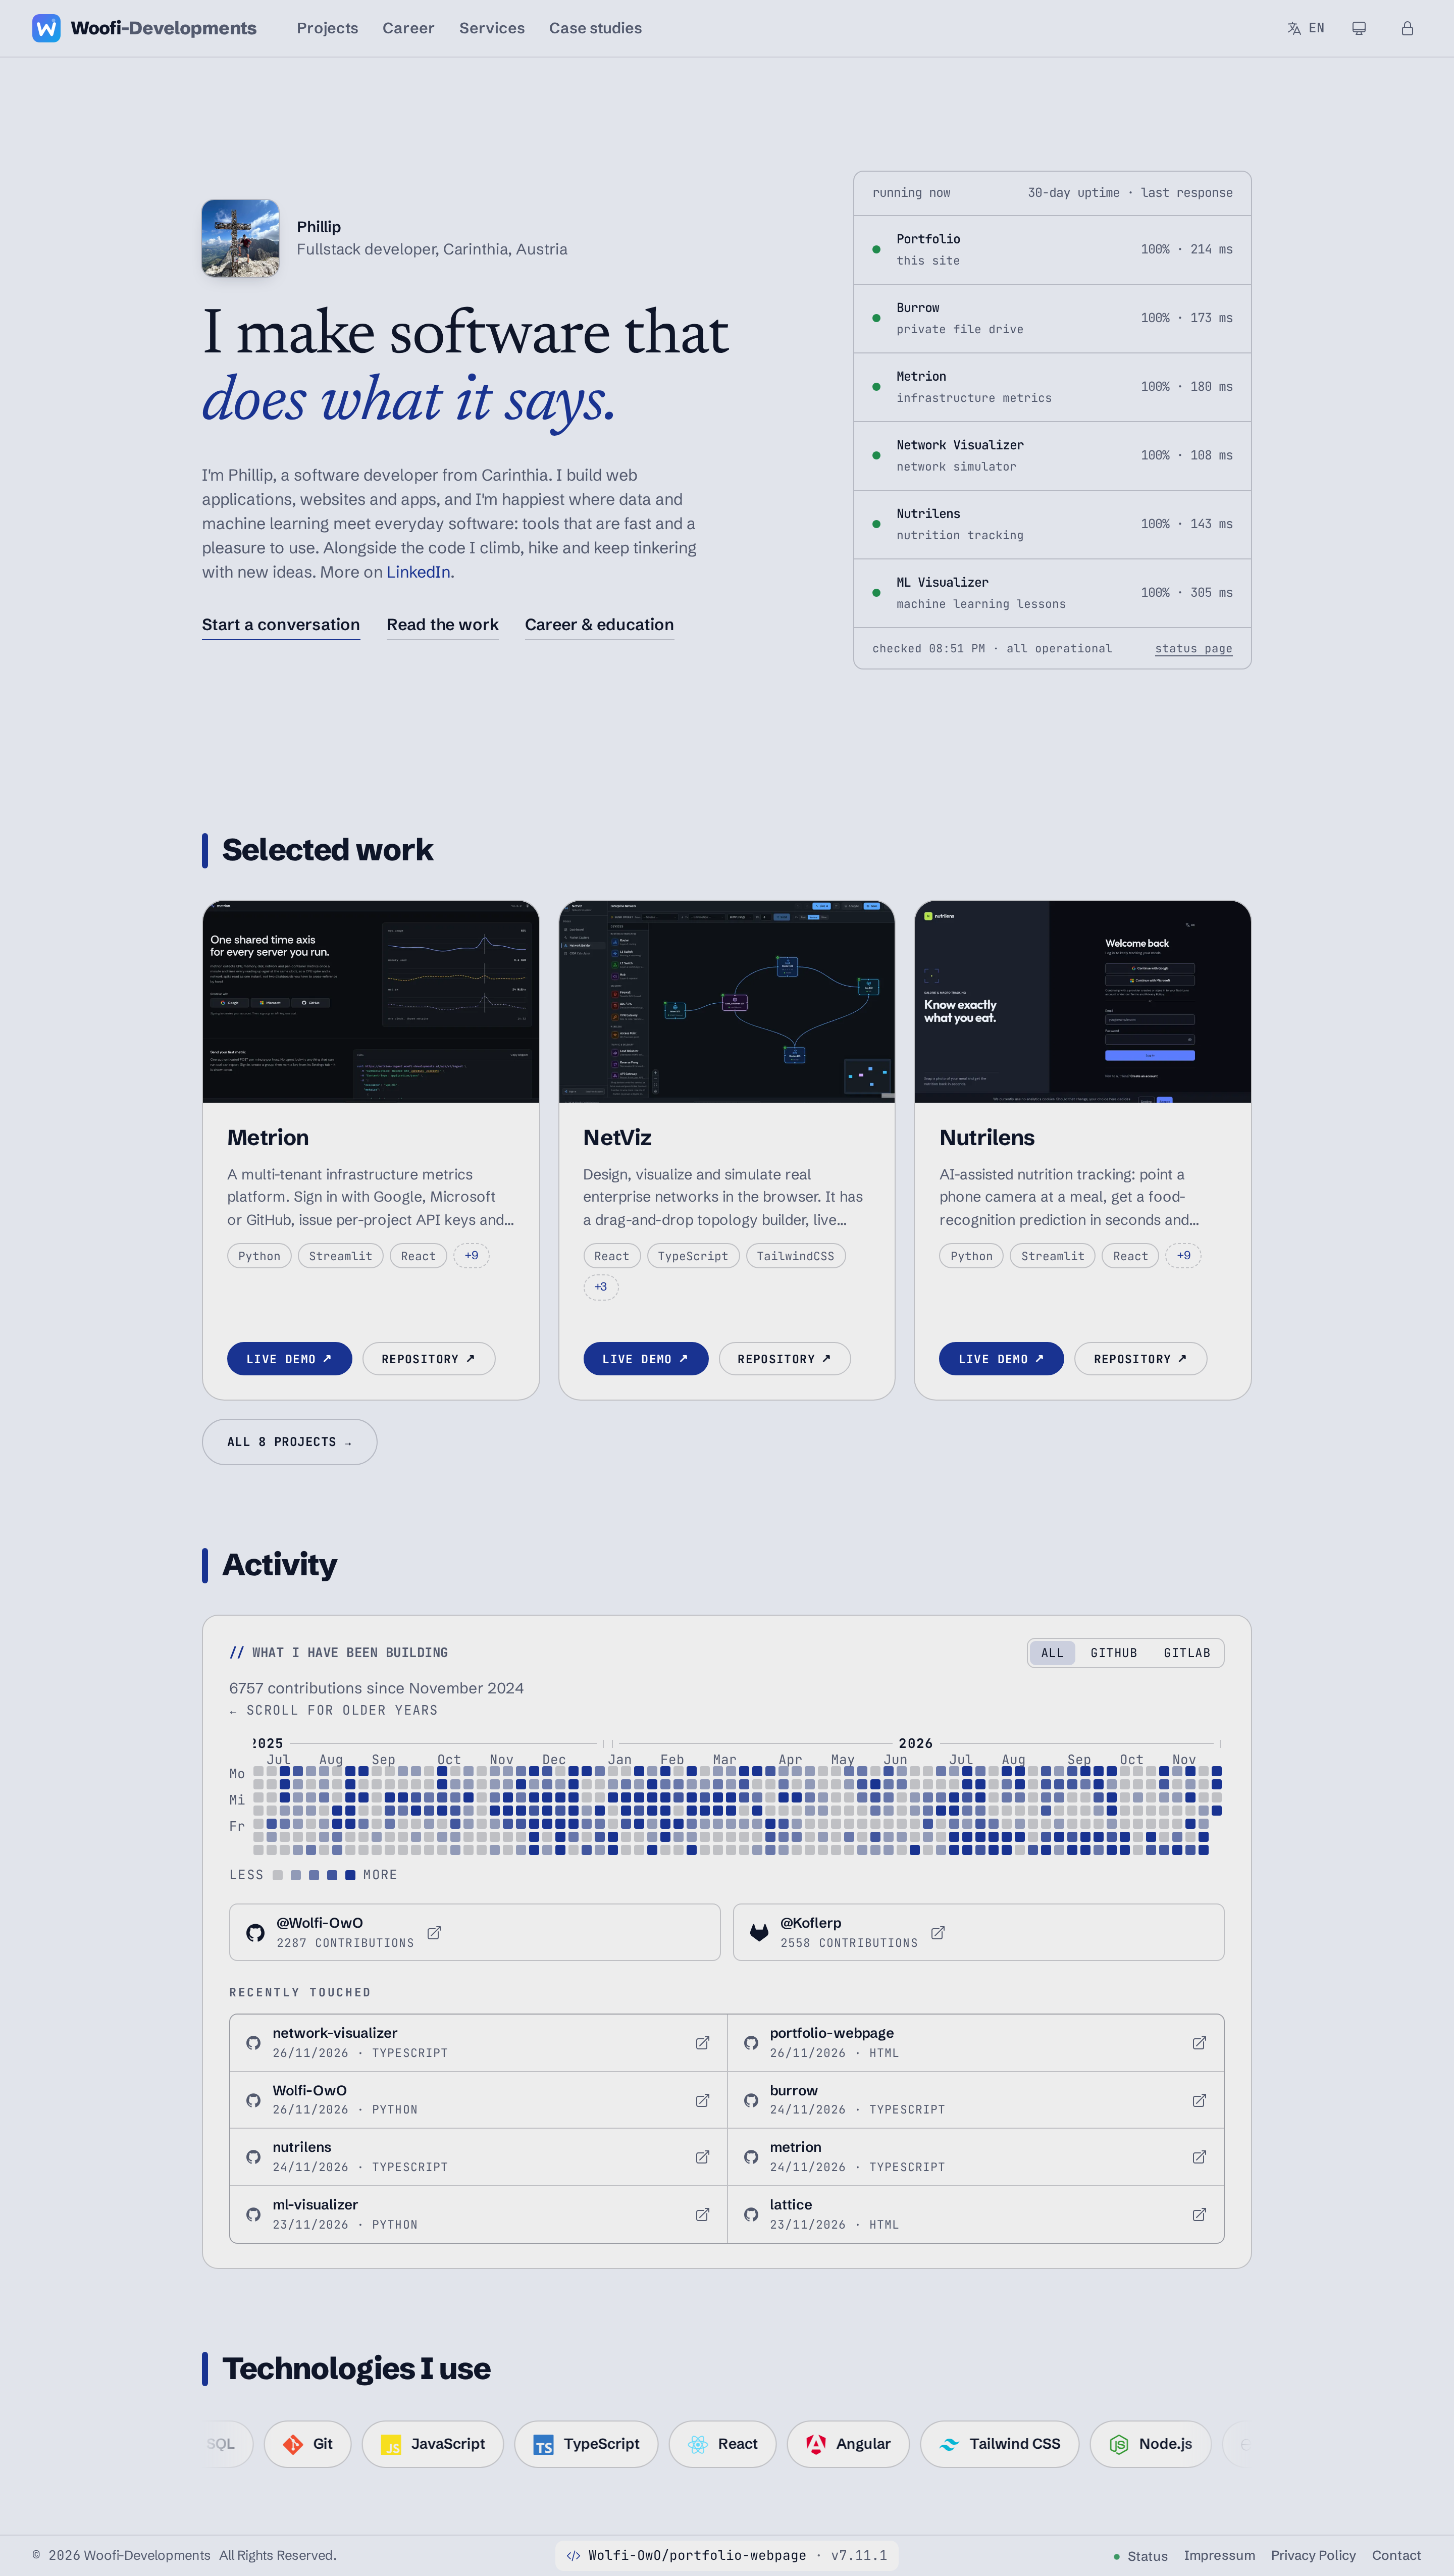 Woofi-Developments
Projects
Career
Services
Case studies
EN
Phillip
Fullstack developer, Carinthia, Austria
I make software that
does what it says.
I'm Phillip, a software developer from Carinthia. I build web
applications, websites and apps, and I'm happiest where data and
machine learning meet everyday software: tools that are fast and a
pleasure to use. Alongside the code I climb, hike and keep tinkering
with new ideas. More on LinkedIn.
Start a conversation
Read the work
Career & education
running now
30-day uptime · last response
Portfolio
this site
100% · 214 ms
Burrow
private file drive
100% · 173 ms
Metrion
infrastructure metrics
100% · 180 ms
Network Visualizer
network simulator
100% · 108 ms
Nutrilens
nutrition tracking
100% · 143 ms
ML Visualizer
machine learning lessons
100% · 305 ms
checked 08:51 PM · all operational
status page
Selected work
metrion
One shared time axis
for every server you run.
Google
Microsoft
GitHub
nutrilens
Know exactly
what you eat.
Welcome back
Continue with Google
Continue with Microsoft
Email
Password
Log in
Metrion
A multi-tenant infrastructure metrics
platform. Sign in with Google, Microsoft
or GitHub, issue per-project API keys and...
Python
Streamlit
React
+9
LIVE DEMO ↗
REPOSITORY ↗
NetViz
Design, visualize and simulate real
enterprise networks in the browser. It has
a drag-and-drop topology builder, live...
React
TypeScript
TailwindCSS
+3
LIVE DEMO ↗
REPOSITORY ↗
Nutrilens
AI-assisted nutrition tracking: point a
phone camera at a meal, get a food-
recognition prediction in seconds and...
Python
Streamlit
React
+9
LIVE DEMO ↗
REPOSITORY ↗
ALL 8 PROJECTS →
Activity
// WHAT I HAVE BEEN BUILDING
ALL
GITHUB
GITLAB
6757 contributions since November 2024
← SCROLL FOR OLDER YEARS
2025
2026
Jul Aug Sep Oct Nov Dec Jan Feb Mar Apr May Jun Jul Aug Sep Oct Nov
Mo
Mi
Fr
LESS
MORE
@Wolfi-OwO
2287 CONTRIBUTIONS
@Koflerp
2558 CONTRIBUTIONS
RECENTLY TOUCHED
network-visualizer
26/11/2026 · TYPESCRIPT
portfolio-webpage
26/11/2026 · HTML
Wolfi-OwO
26/11/2026 · PYTHON
burrow
24/11/2026 · TYPESCRIPT
nutrilens
24/11/2026 · TYPESCRIPT
metrion
24/11/2026 · TYPESCRIPT
ml-visualizer
23/11/2026 · PYTHON
lattice
23/11/2026 · HTML
Technologies I use
SQL
Git
JavaScript
TypeScript
React
Angular
Tailwind CSS
Node.js
© 2026 Woofi-Developments All Rights Reserved.
Wolfi-OwO/portfolio-webpage · v7.11.1
Status
Impressum
Privacy Policy
Contact